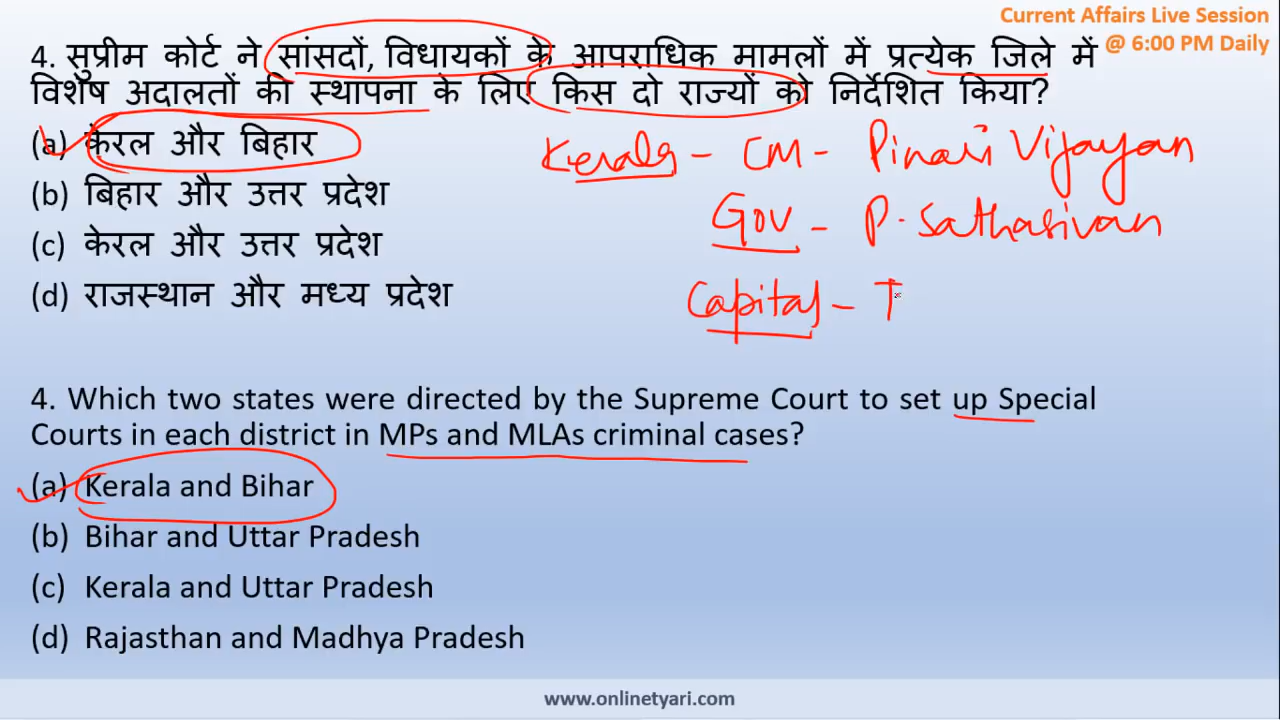 Current Affairs Live Session
@ 6:00 PM Daily
4. सुप्रीम कोर्ट ने सांसदों, विधायकों के आपराधिक मामलों में प्रत्येक जिले में
विशेष अदालतों की स्थापना के लिए किस दो राज्यों को निर्देशित किया?
(a) केरल और बिहार
(b) बिहार और उत्तर प्रदेश
(c) केरल और उत्तर प्रदेश
(d) राजस्थान और मध्य प्रदेश
Kerala - CM - Pinari Vijayan
Gov - P. Sathasivan
Capital - T
4. Which two states were directed by the Supreme Court to set up Special
Courts in each district in MPs and MLAs criminal cases?
(a) Kerala and Bihar
(b) Bihar and Uttar Pradesh
(c) Kerala and Uttar Pradesh
(d) Rajasthan and Madhya Pradesh
www.onlinetyari.com